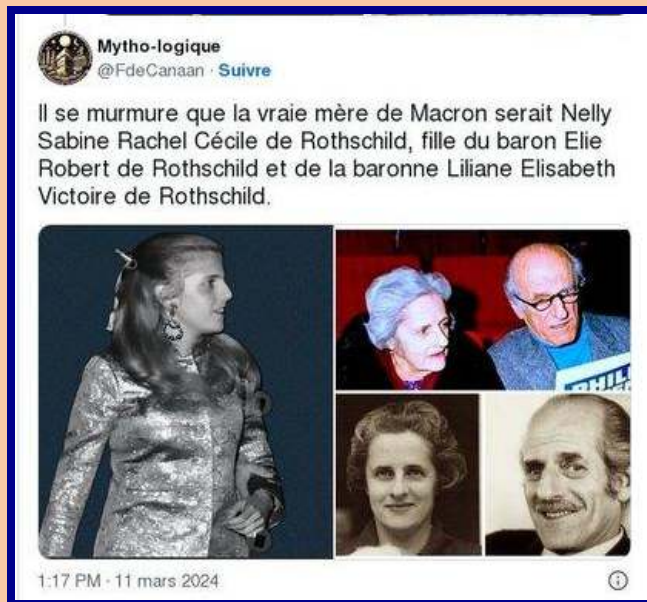 Mytho-logique
@FdeCanaan · Suivre
Il se murmure que la vraie mère de Macron serait Nelly
Sabine Rachel Cécile de Rothschild, fille du baron Elie
Robert de Rothschild et de la baronne Liliane Elisabeth
Victoire de Rothschild.
1:17 PM · 11 mars 2024